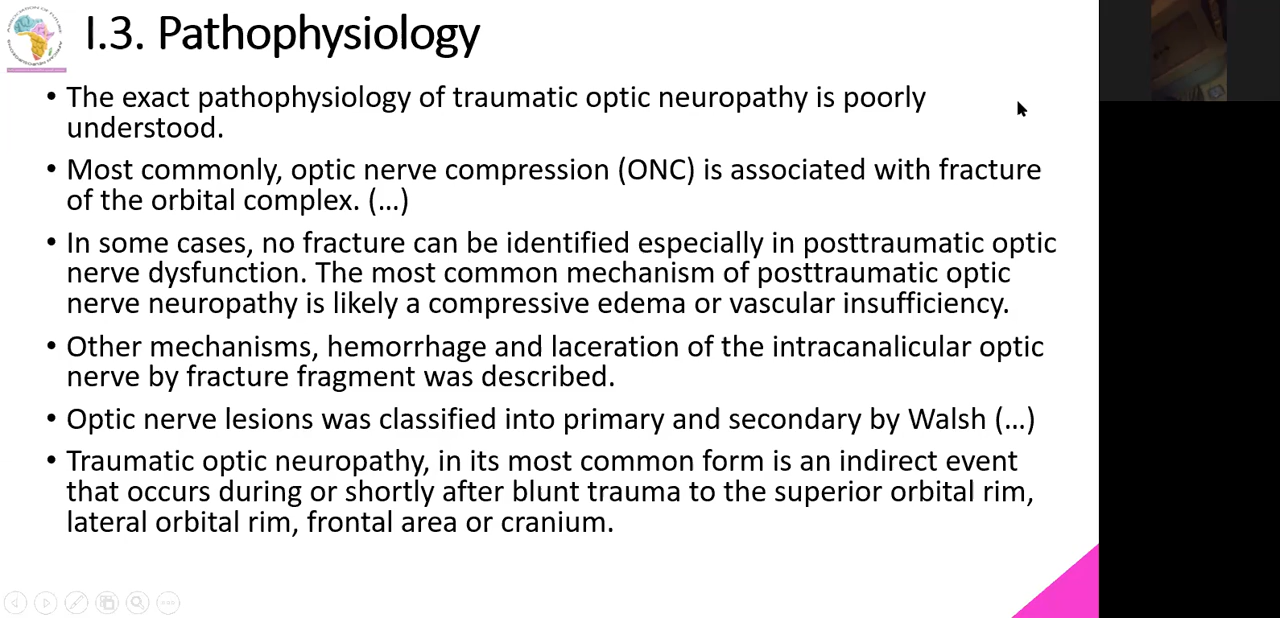 I.3. Pathophysiology
• The exact pathophysiology of traumatic optic neuropathy is poorly
understood.
• Most commonly, optic nerve compression (ONC) is associated with fracture
of the orbital complex. (...)
• In some cases, no fracture can be identified especially in posttraumatic optic
nerve dysfunction. The most common mechanism of posttraumatic optic
nerve neuropathy is likely a compressive edema or vascular insufficiency.
• Other mechanisms, hemorrhage and laceration of the intracanalicular optic
nerve by fracture fragment was described.
• Optic nerve lesions was classified into primary and secondary by Walsh (...)
• Traumatic optic neuropathy, in its most common form is an indirect event
that occurs during or shortly after blunt trauma to the superior orbital rim,
lateral orbital rim, frontal area or cranium.